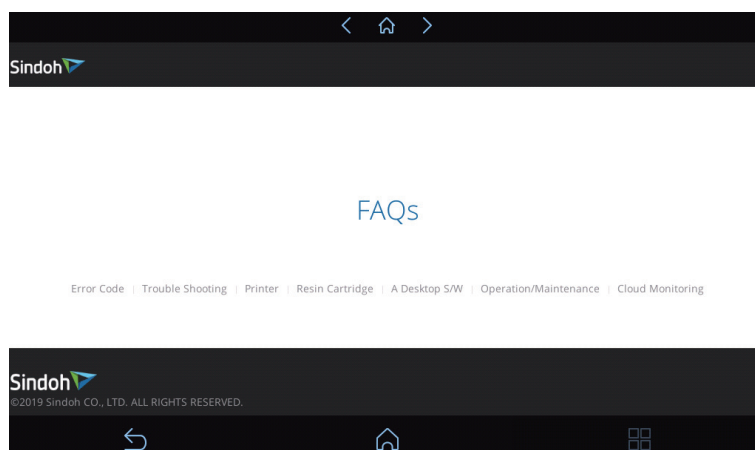 Sindoh
FAQs
Error Code | Trouble Shooting | Printer | Resin Cartridge | A Desktop S/W | Operation/Maintenance | Cloud Monitoring
Sindoh
©2019 Sindoh CO., LTD. ALL RIGHTS RESERVED.